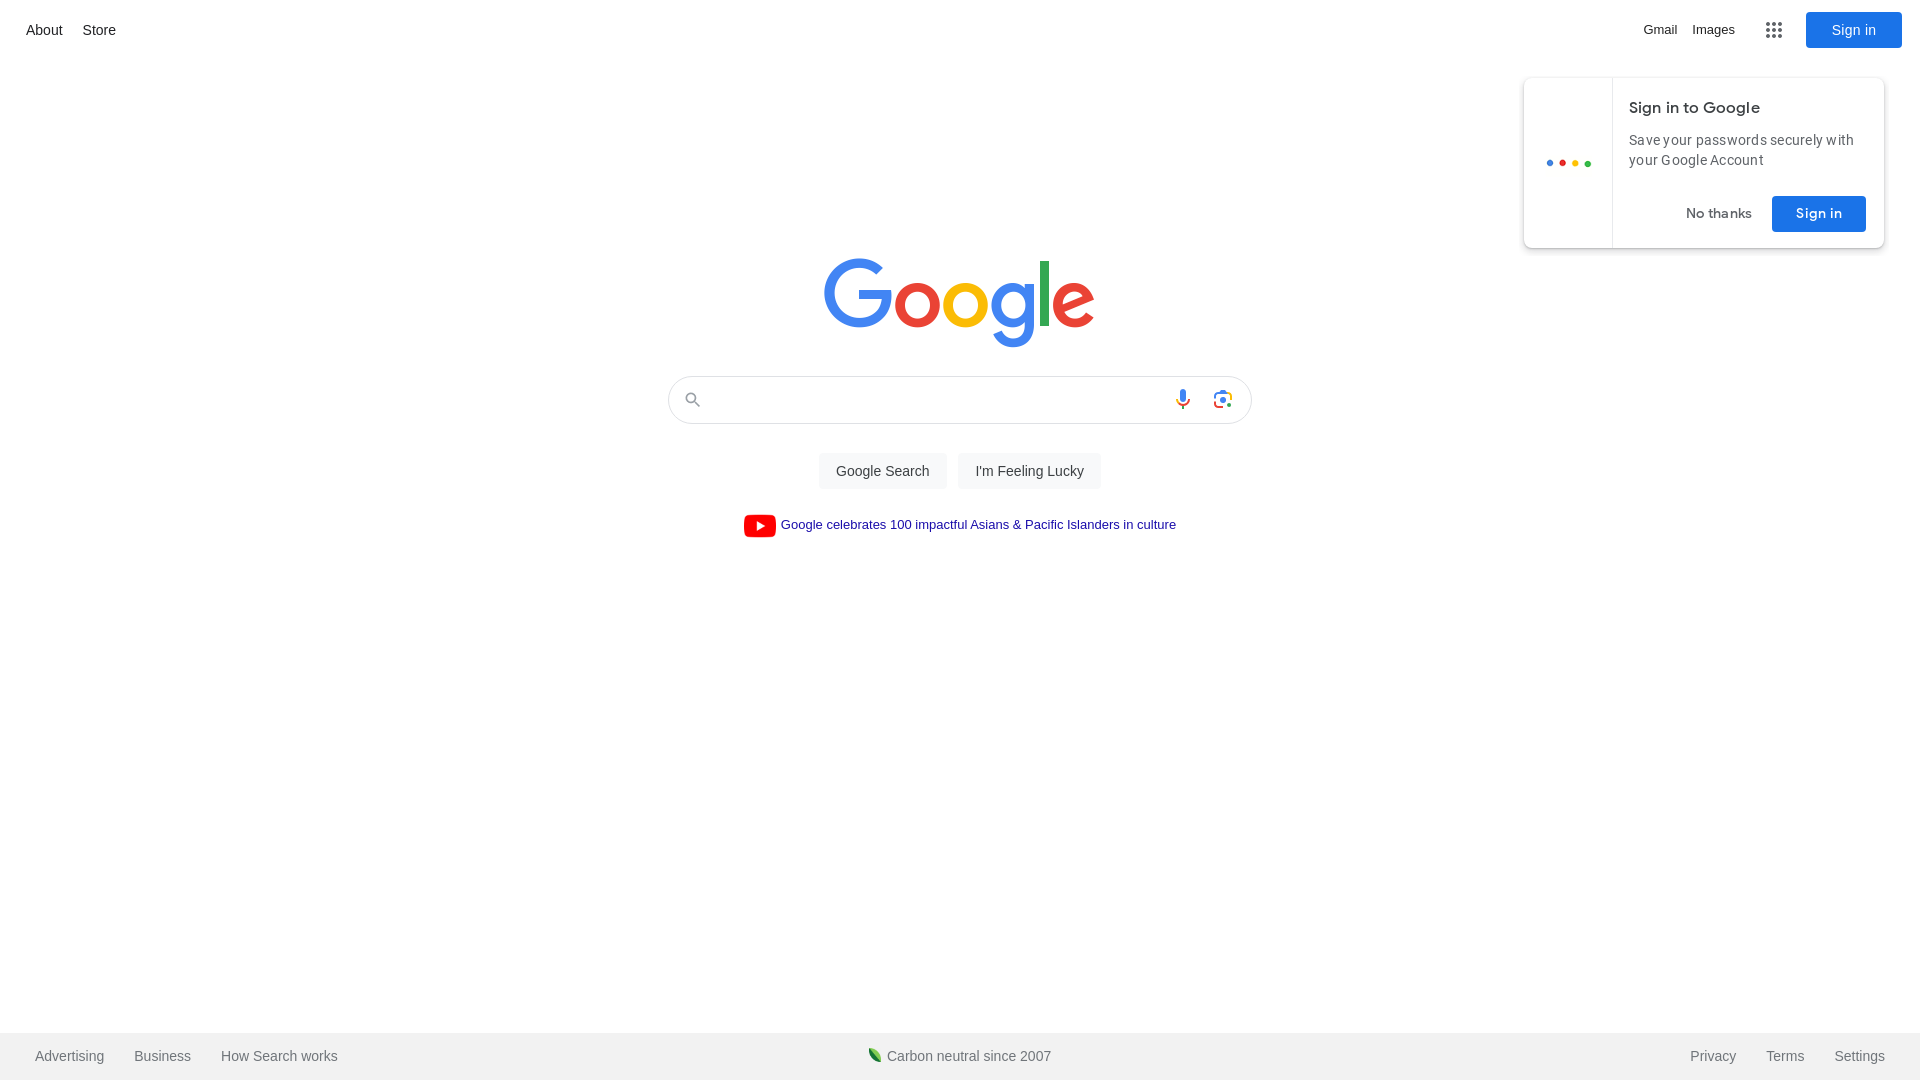 About Store
Gmail Images Sign in
Sign in to Google
Save your passwords securely with
your Google Account
No thanks Sign in
Google
Google Search I'm Feeling Lucky
Google celebrates 100 impactful Asians & Pacific Islanders in culture
Advertising Business How Search works Carbon neutral since 2007 Privacy Terms Settings